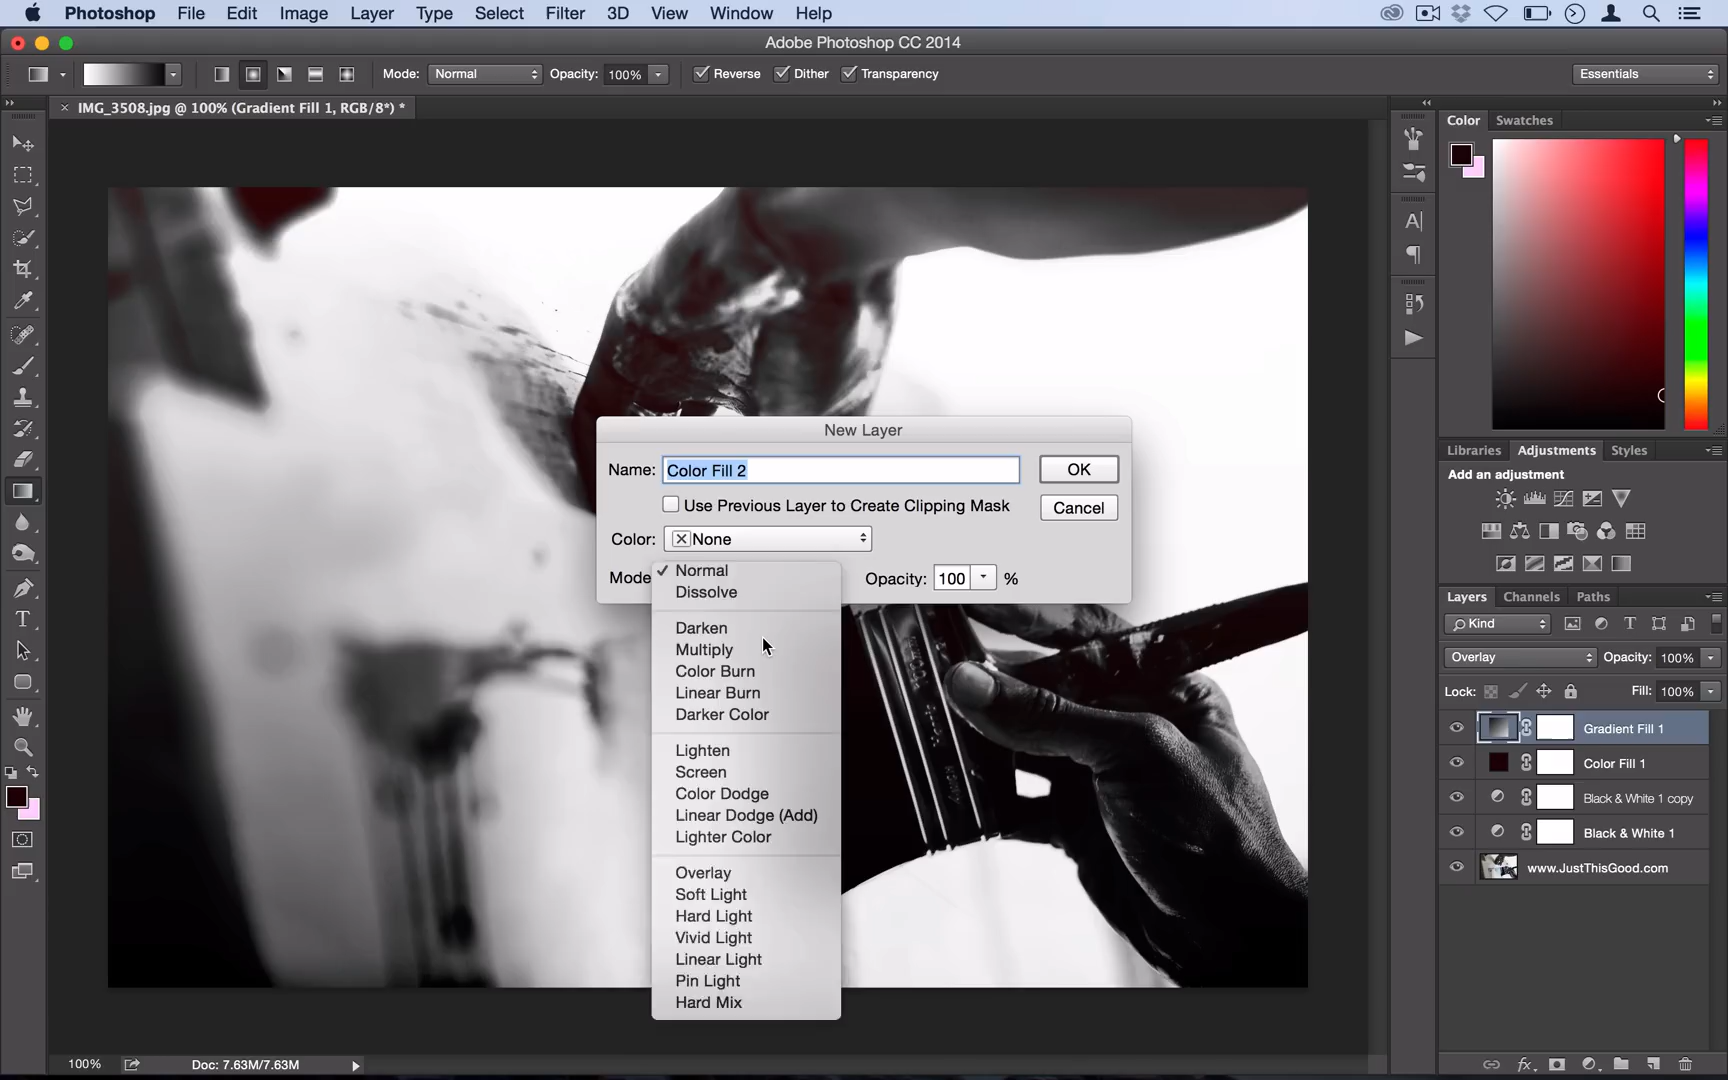 Photoshop File Edit Image Layer Type Select Filter 3D View Window Help
Adobe Photoshop CC 2014
Mode: Normal Opacity: 100% Reverse Dither Transparency Essentials
× IMG_3508.jpg @ 100% (Gradient Fill 1, RGB/8*) *
Color Swatches
New Layer
Name: Color Fill 2 OK
Use Previous Layer to Create Clipping Mask Cancel
Color: None
Mode Opacity: 100 %
Normal
Dissolve
Darken
Multiply
Color Burn
Linear Burn
Darker Color
Lighten
Screen
Color Dodge
Linear Dodge (Add)
Lighter Color
Overlay
Soft Light
Hard Light
Vivid Light
Linear Light
Pin Light
Hard Mix
Libraries Adjustments Styles
Add an adjustment
Layers Channels Paths
Kind
Overlay Opacity: 100%
Lock: Fill: 100%
Gradient Fill 1
Color Fill 1
Black & White 1 copy
Black & White 1
www.JustThisGood.com
100% Doc: 7.63M/7.63M